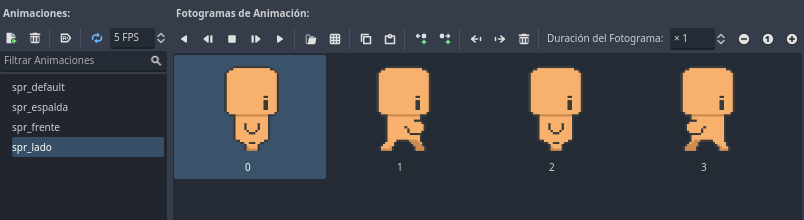 Animaciones:
Fotogramas de Animación:
5 FPS
Duración del Fotograma: × 1
Filtrar Animaciones
spr_default
spr_espalda
spr_frente
spr_lado
0
1
2
3